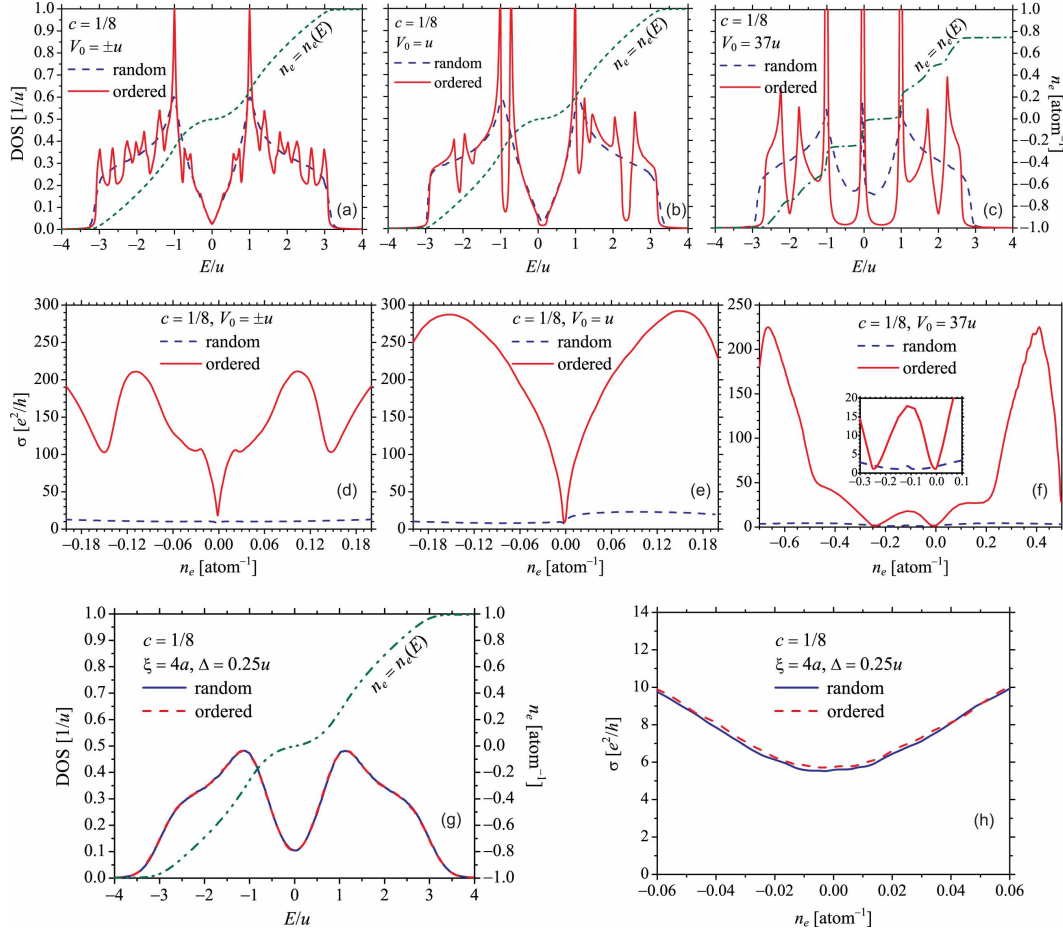 c = 1/8
V₀ = ±u
random
ordered
nₑ = nₑ(E)
DOS [1/u]
1.0
0.9
0.8
0.7
0.6
0.5
0.4
0.3
0.2
0.1
0.0
−4 −3 −2 −1 0 1 2 3 4
E/u
(a)
c = 1/8
V₀ = u
random
ordered
nₑ = nₑ(E)
−4 −3 −2 −1 0 1 2 3 4
E/u
(b)
c = 1/8
V₀ = 37u
random
ordered
nₑ = nₑ(E)
1.0
0.8
0.6
0.4
0.2
0.0
−0.2
−0.4
−0.6
−0.8
−1.0
nₑ [atom⁻¹]
−4 −3 −2 −1 0 1 2 3 4
E/u
(c)
c = 1/8, V₀ = ±u
random
ordered
σ [e²/h]
300
250
200
150
100
50
0
−0.18 −0.12 −0.06 0.00 0.06 0.12 0.18
nₑ [atom⁻¹]
(d)
c = 1/8, V₀ = u
random
ordered
−0.18 −0.12 −0.06 0.00 0.06 0.12 0.18
nₑ [atom⁻¹]
(e)
c = 1/8, V₀ = 37u
random
ordered
250
200
150
100
50
0
20
15
10
5
0
−0.3 −0.2 −0.1 0.0 0.1
−0.6 −0.4 −0.2 0.0 0.2 0.4
nₑ [atom⁻¹]
(f)
c = 1/8
ξ = 4a, Δ = 0.25u
random
ordered
nₑ = nₑ(E)
DOS [1/u]
1.0
0.9
0.8
0.7
0.6
0.5
0.4
0.3
0.2
0.1
0.0
1.0
0.8
0.6
0.4
0.2
0.0
−0.2
−0.4
−0.6
−0.8
−1.0
nₑ [atom⁻¹]
−4 −3 −2 −1 0 1 2 3 4
E/u
(g)
c = 1/8
ξ = 4a, Δ = 0.25u
random
ordered
σ [e²/h]
14
12
10
8
6
4
2
0
−0.06 −0.04 −0.02 0.00 0.02 0.04 0.06
nₑ [atom⁻¹]
(h)